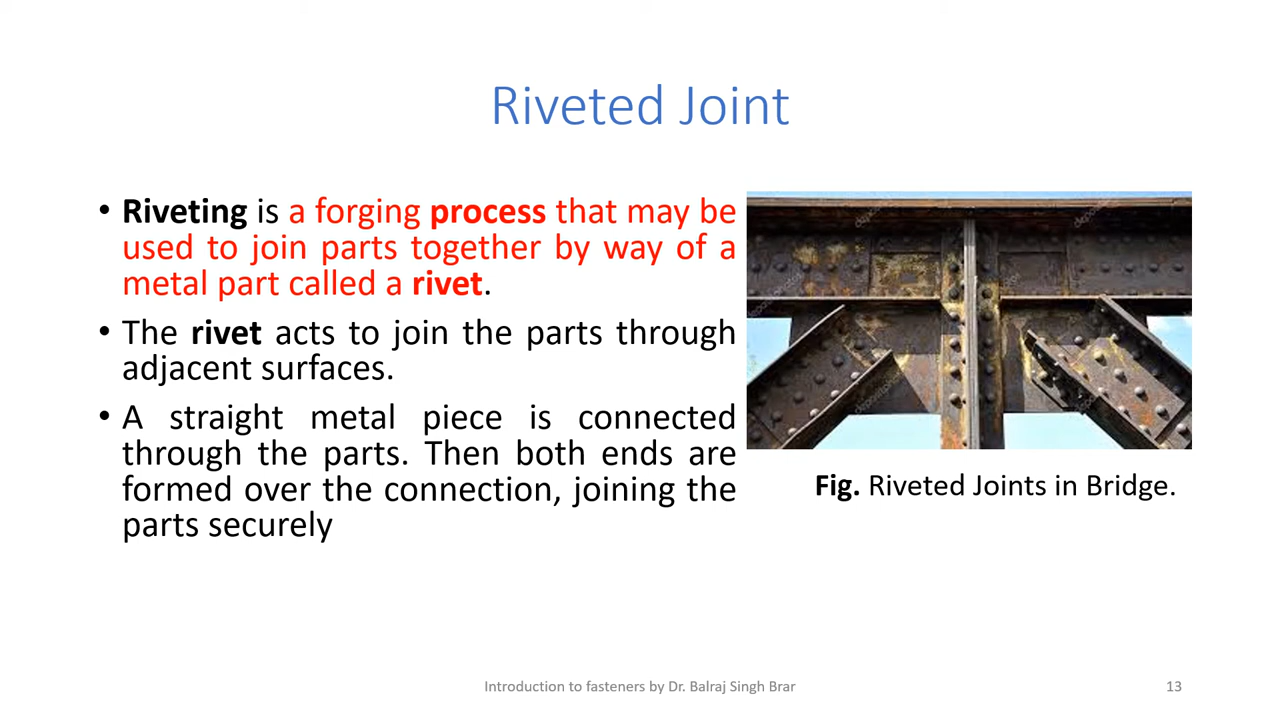 Riveted Joint
• Riveting is a forging process that may be
used to join parts together by way of a
metal part called a rivet.
• The rivet acts to join the parts through
adjacent surfaces.
• A straight metal piece is connected
through the parts. Then both ends are
formed over the connection, joining the
parts securely
Fig. Riveted Joints in Bridge.
Introduction to fasteners by Dr. Balraj Singh Brar
13